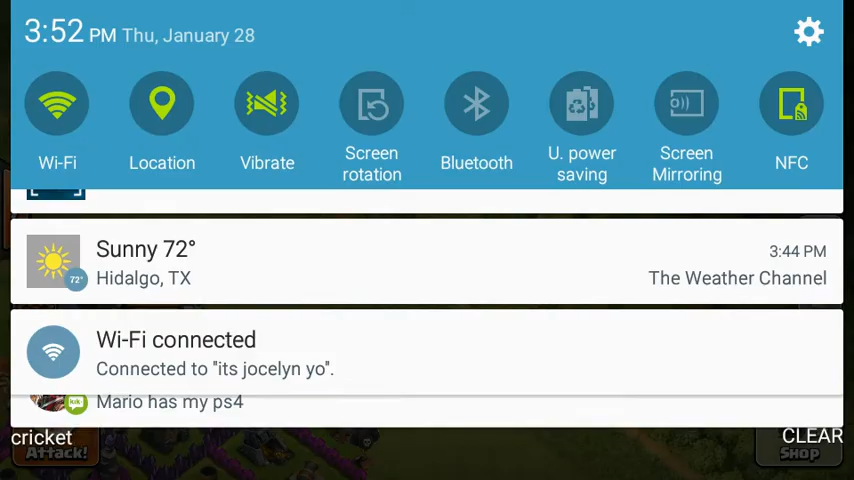 3:52 PM Thu, January 28
Wi-Fi
Location
Vibrate
Screen rotation
Bluetooth
U. power saving
Screen Mirroring
NFC
Sunny 72°
3:44 PM
72°
Hidalgo, TX
The Weather Channel
Wi-Fi connected
Connected to "its jocelyn yo".
kik
Mario has my ps4
cricket
CLEAR
Attack!
Shop